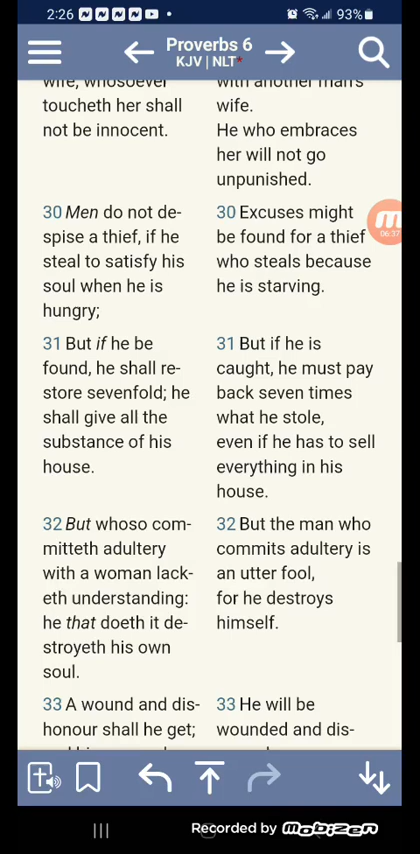 2:26
93%
Proverbs 6
KJV | NLT*
wife, whosoever
toucheth her shall
not be innocent.
30 Men do not de-
spise a thief, if he
steal to satisfy his
soul when he is
hungry;
31 But if he be
found, he shall re-
store sevenfold; he
shall give all the
substance of his
house.
32 But whoso com-
mitteth adultery
with a woman lack-
eth understanding:
he that doeth it de-
stroyeth his own
soul.
33 A wound and dis-
honour shall he get;
with another man's
wife.
He who embraces
her will not go
unpunished.
30 Excuses might
be found for a thief
who steals because
he is starving.
31 But if he is
caught, he must pay
back seven times
what he stole,
even if he has to sell
everything in his
house.
32 But the man who
commits adultery is
an utter fool,
for he destroys
himself.
33 He will be
wounded and dis-
06:37
Recorded by Mobizen